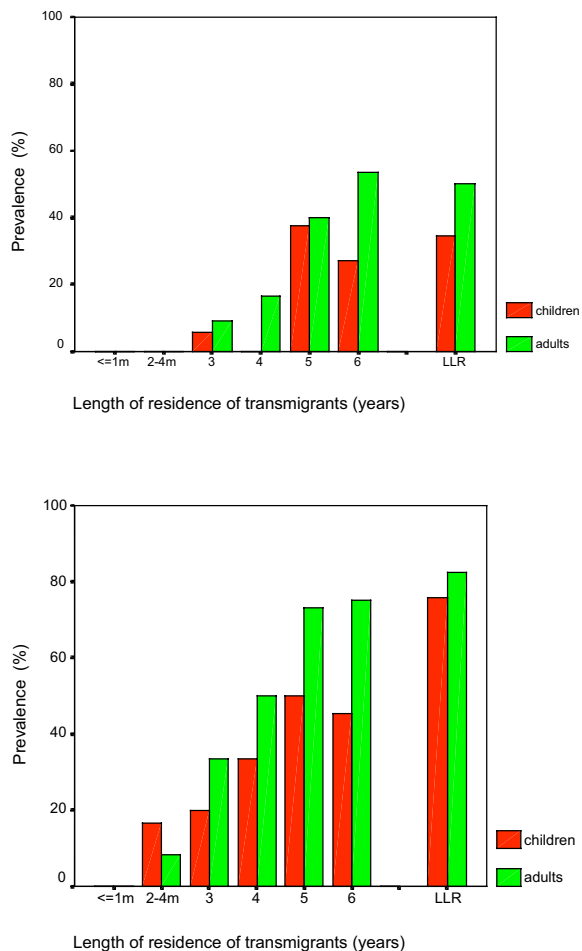 100
80
60
40
20
0
Prevalence (%)
<=1m 2-4m 3 4 5 6 LLR
children
adults
Length of residence of transmigrants (years)
100
80
60
40
20
0
Prevalence (%)
<=1m 2-4m 3 4 5 6 LLR
children
adults
Length of residence of transmigrants (years)